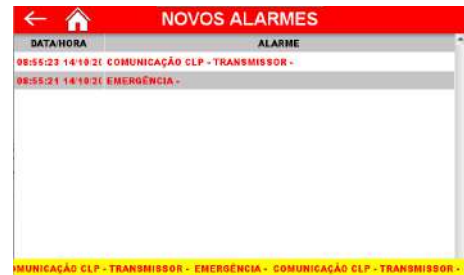 NOVOS ALARMES
DATA/HORA ALARME
08:55:23 14/10/20 COMUNICAÇÃO CLP - TRANSMISSOR -
08:55:21 14/10/20 EMERGÊNCIA -
OMUNICAÇÃO CLP - TRANSMISSOR - EMERGÊNCIA - COMUNICAÇÃO CLP - TRANSMISSOR -